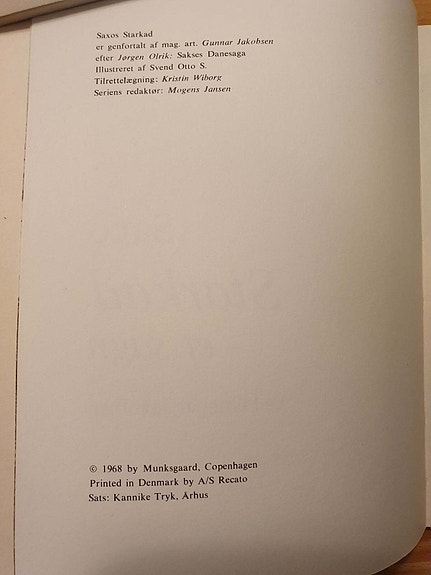 Saxos Starkad
er genfortalt af mag. art. Gunnar Jakobsen
efter Jørgen Olrik: Sakses Danesaga
Illustreret af Svend Otto S.
Tilrettelægning: Kristin Wiborg
Seriens redaktør: Mogens Jansen
© 1968 by Munksgaard, Copenhagen
Printed in Denmark by A/S Recato
Sats: Kannike Tryk, Århus